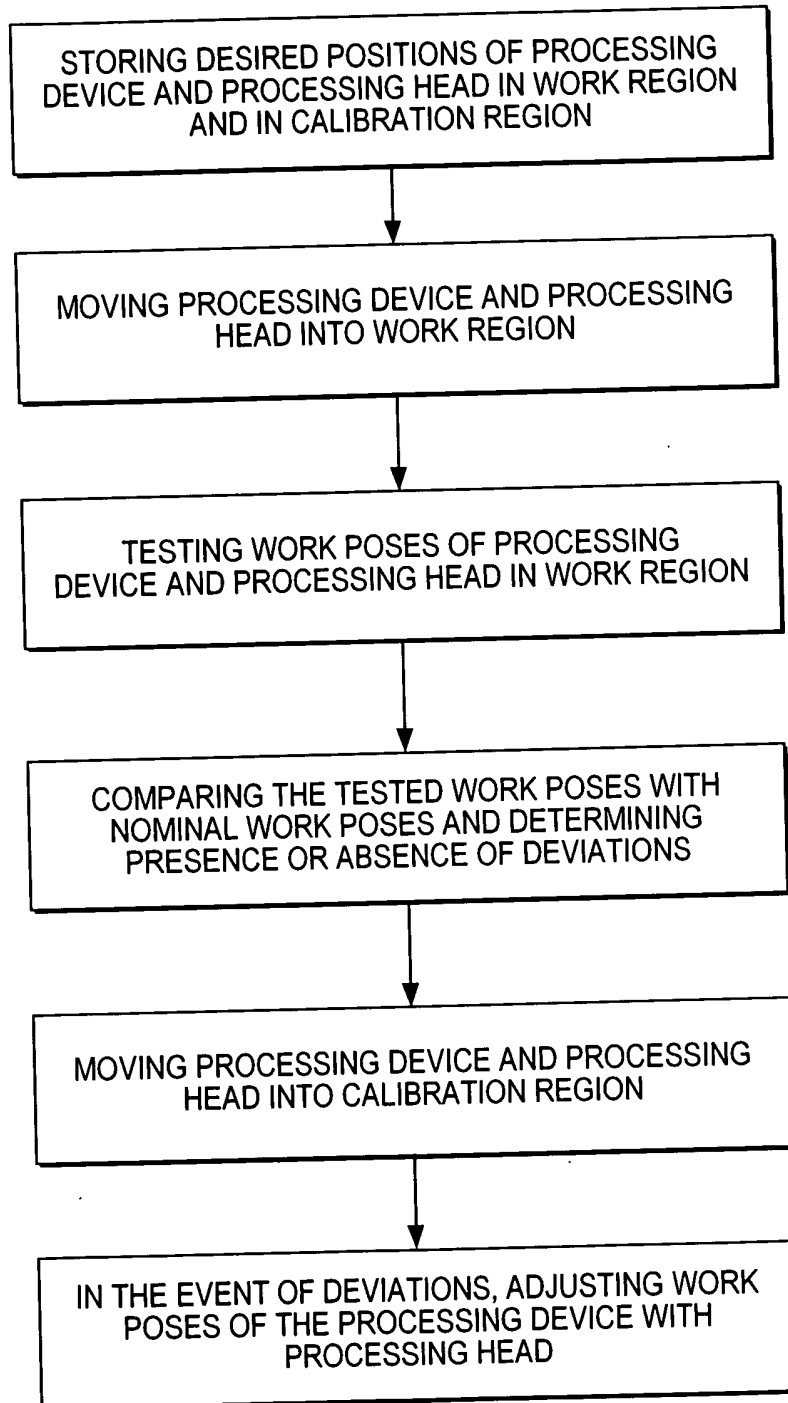 STORING DESIRED POSITIONS OF PROCESSING
DEVICE AND PROCESSING HEAD IN WORK REGION
AND IN CALIBRATION REGION
MOVING PROCESSING DEVICE AND PROCESSING
HEAD INTO WORK REGION
TESTING WORK POSES OF PROCESSING
DEVICE AND PROCESSING HEAD IN WORK REGION
COMPARING THE TESTED WORK POSES WITH
NOMINAL WORK POSES AND DETERMINING
PRESENCE OR ABSENCE OF DEVIATIONS
MOVING PROCESSING DEVICE AND PROCESSING
HEAD INTO CALIBRATION REGION
IN THE EVENT OF DEVIATIONS, ADJUSTING WORK
POSES OF THE PROCESSING DEVICE WITH
PROCESSING HEAD